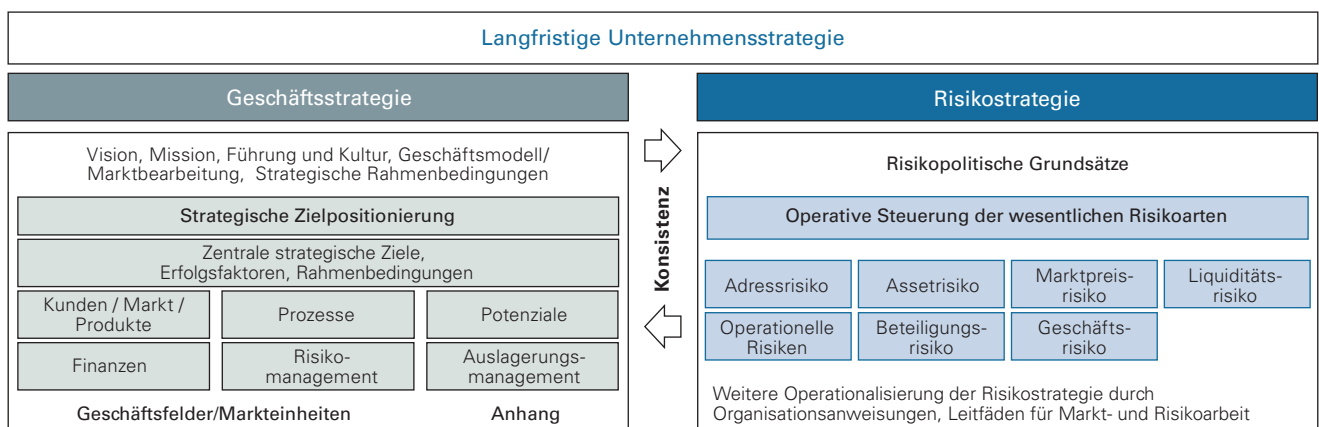 Langfristige Unternehmensstrategie
Geschäftsstrategie
Vision, Mission, Führung und Kultur, Geschäftsmodell/
Marktbearbeitung, Strategische Rahmenbedingungen
Strategische Zielpositionierung
Zentrale strategische Ziele,
Erfolgsfaktoren, Rahmenbedingungen
Kunden / Markt /
Produkte
Prozesse
Potenziale
Finanzen
Risiko-
management
Auslagerungs-
management
Geschäftsfelder/Markteinheiten
Anhang
Konsistenz
Risikostrategie
Risikopolitische Grundsätze
Operative Steuerung der wesentlichen Risikoarten
Adressrisiko
Assetrisiko
Marktpreis-
risiko
Liquiditäts-
risiko
Operationelle
Risiken
Beteiligungs-
risiko
Geschäfts-
risiko
Weitere Operationalisierung der Risikostrategie durch
Organisationsanweisungen, Leitfäden für Markt- und Risikoarbeit